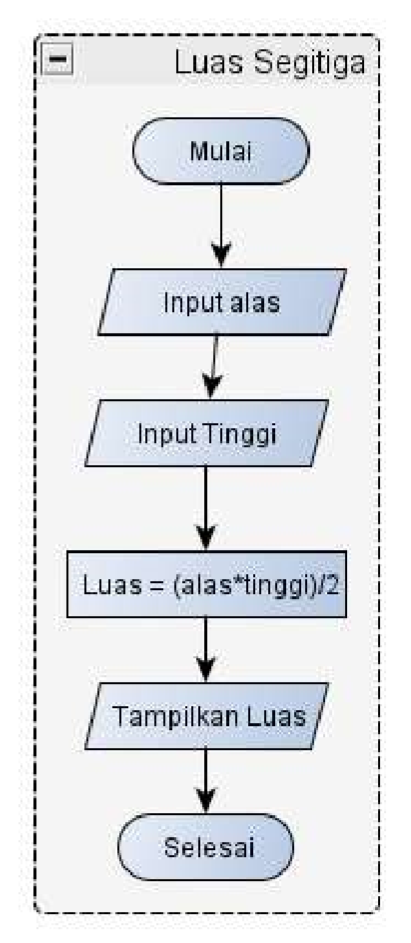 Luas Segitiga
Mulai
Input alas
Input Tinggi
Luas = (alas*tinggi)/2
Tampilkan Luas
Selesai